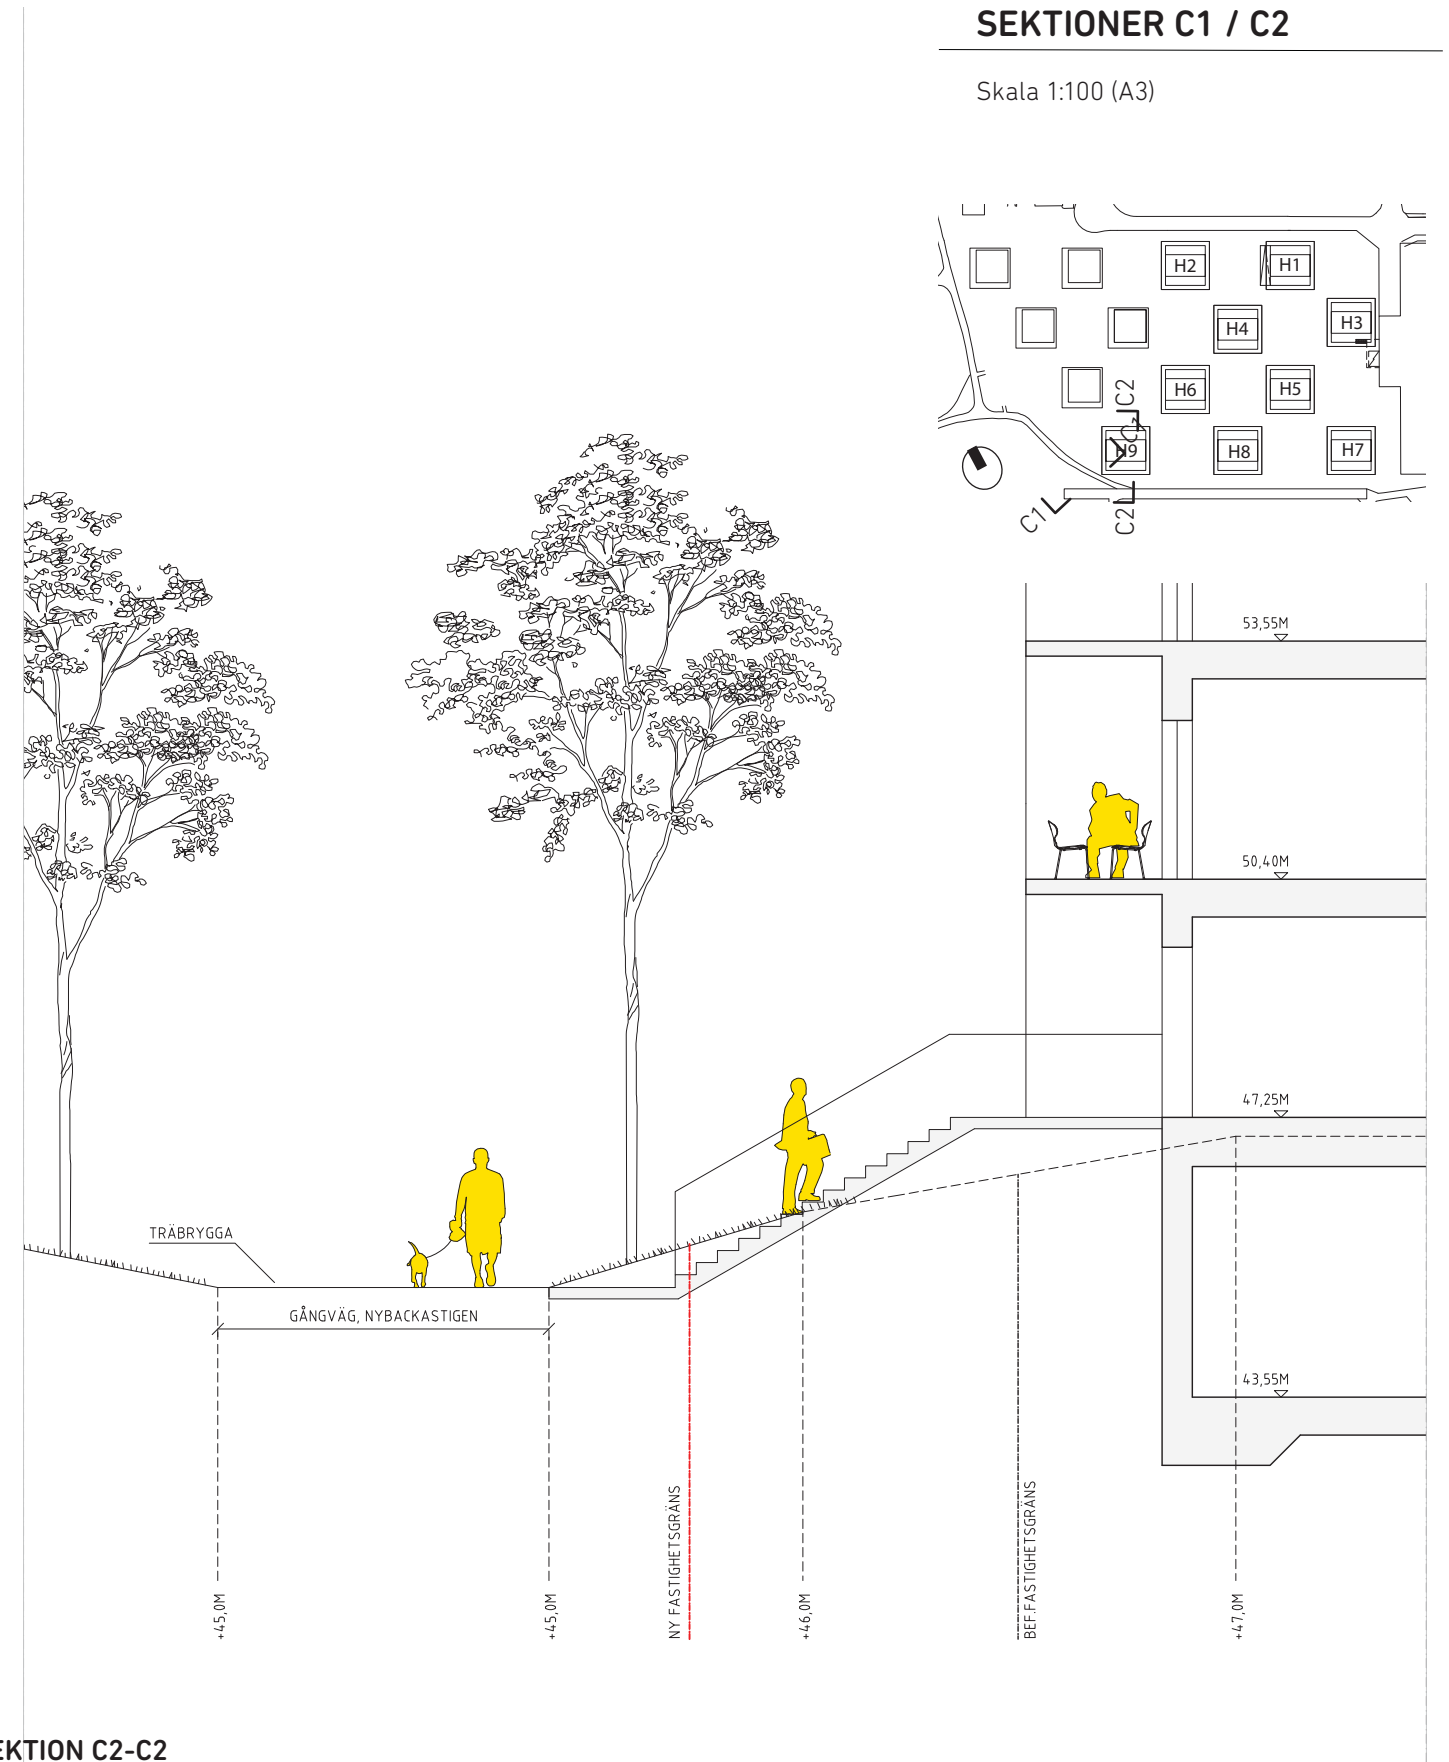 SEKTIONER C1 / C2
Skala 1:100 (A3)
H2
H1
H4
H3
H6
H5
H9
H8
H7
C2
C1
C2
53,55M
50,40M
47,25M
43,55M
TRÄBRYGGA
GÅNGVÄG, NYBACKASTIGEN
+45,0M
+45,0M
NY FASTIGHETSGRÄNS
+46,0M
BEF.FASTIGHETSGRÄNS
+47,0M
EKTION C2-C2